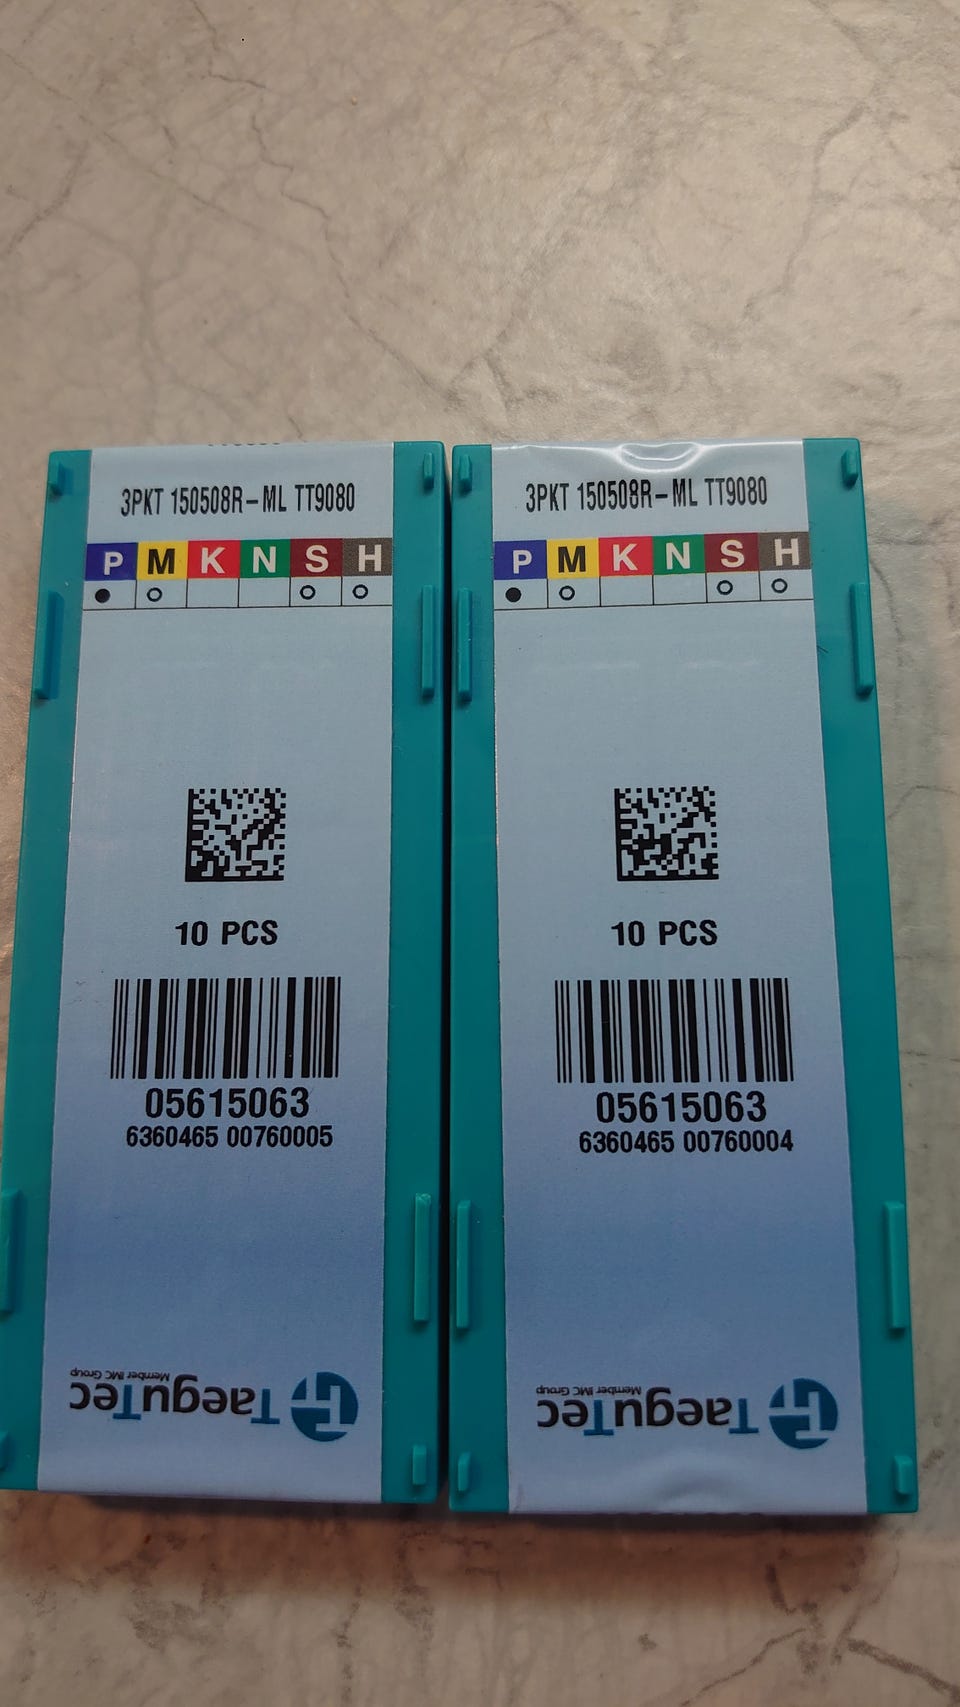 3PKT 150508R-ML TT9080
P M K N S H
10 PCS
05615063
6360465 00760005
TaeguTec
Member IMC Group
3PKT 150508R-ML TT9080
P M K N S H
10 PCS
05615063
6360465 00760004
TaeguTec
Member IMC Group